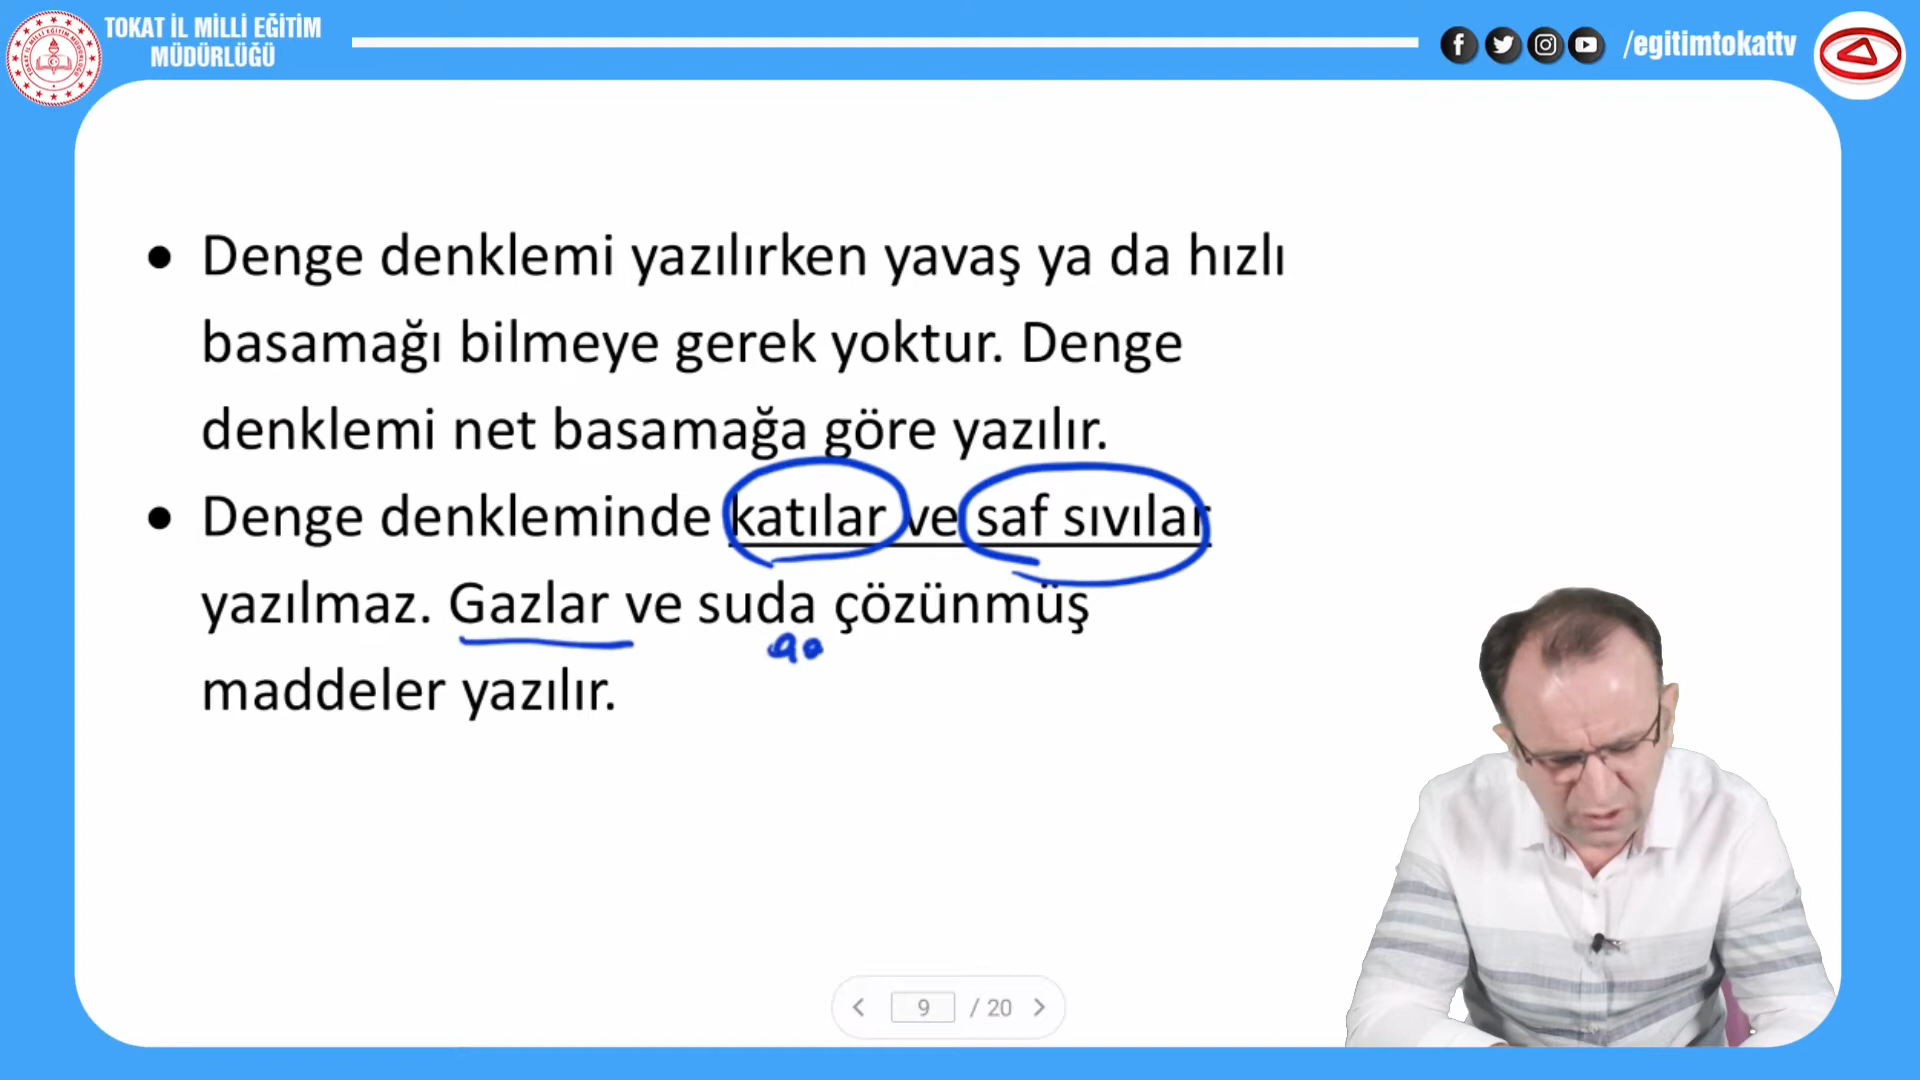 TOKAT İL MİLLİ EĞİTİM
MÜDÜRLÜĞÜ
/egitimtokattv
• Denge denklemi yazılırken yavaş ya da hızlı
basamağı bilmeye gerek yoktur. Denge
denklemi net basamağa göre yazılır.
• Denge denkleminde katılar ve saf sıvılar
yazılmaz. Gazlar ve suda çözünmüş
maddeler yazılır.
9 / 20